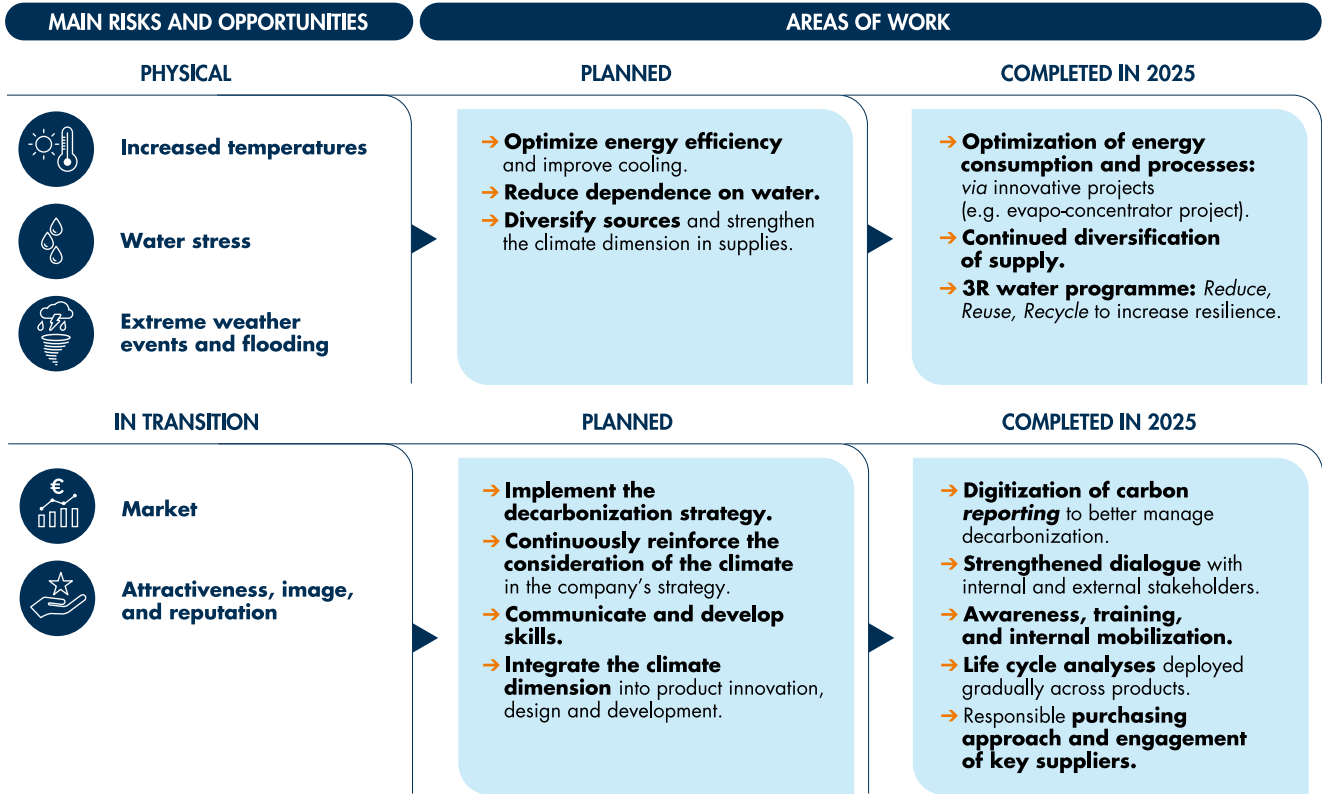 MAIN RISKS AND OPPORTUNITIES
AREAS OF WORK
PHYSICAL
PLANNED
COMPLETED IN 2025
Increased temperatures
Water stress
Extreme weather
events and flooding
→ Optimize energy efficiency
and improve cooling.
→ Reduce dependence on water.
→ Diversify sources and strengthen
the climate dimension in supplies.
→ Optimization of energy
consumption and processes:
via innovative projects
(e.g. evapo-concentrator project).
→ Continued diversification
of supply.
→ 3R water programme: Reduce,
Reuse, Recycle to increase resilience.
IN TRANSITION
PLANNED
COMPLETED IN 2025
€
Market
Attractiveness, image,
and reputation
→ Implement the
decarbonization strategy.
→ Continuously reinforce the
consideration of the climate
in the company’s strategy.
→ Communicate and develop
skills.
→ Integrate the climate
dimension into product innovation,
design and development.
→ Digitization of carbon
reporting to better manage
decarbonization.
→ Strengthened dialogue with
internal and external stakeholders.
→ Awareness, training,
and internal mobilization.
→ Life cycle analyses deployed
gradually across products.
→ Responsible purchasing
approach and engagement
of key suppliers.